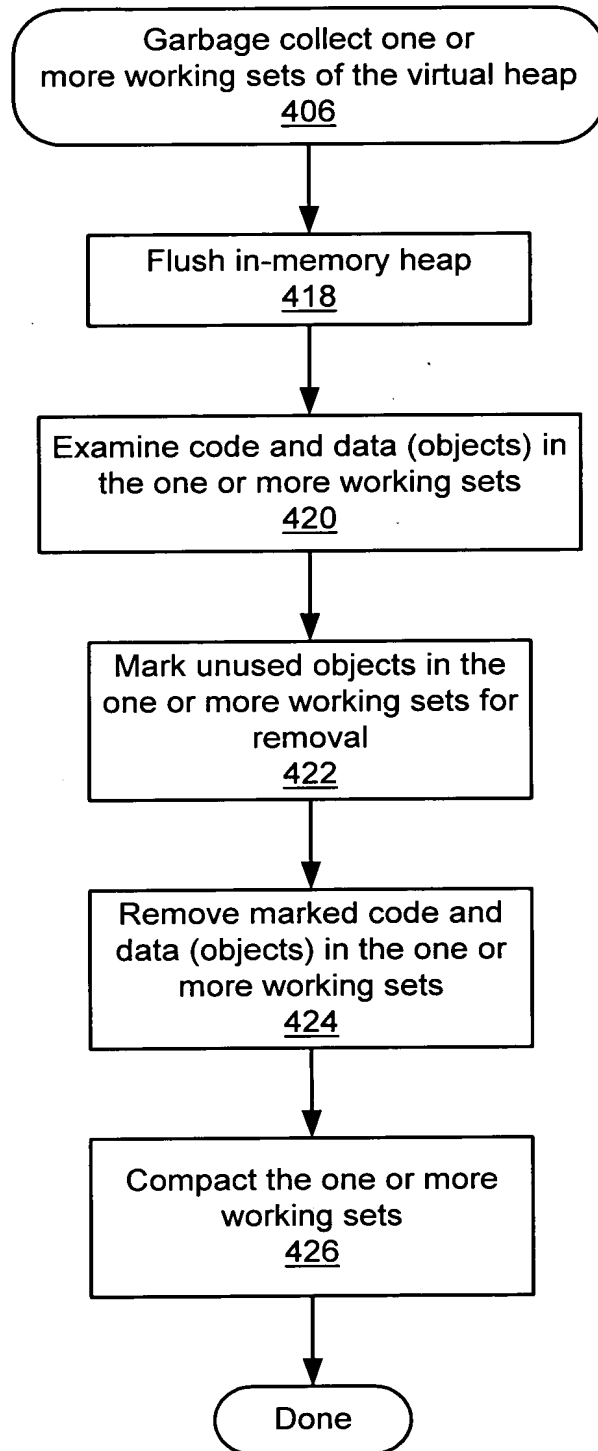 Garbage collect one or
more working sets of the virtual heap
406
Flush in-memory heap
418
Examine code and data (objects) in
the one or more working sets
420
Mark unused objects in the
one or more working sets for
removal
422
Remove marked code and
data (objects) in the one or
more working sets
424
Compact the one or more
working sets
426
Done